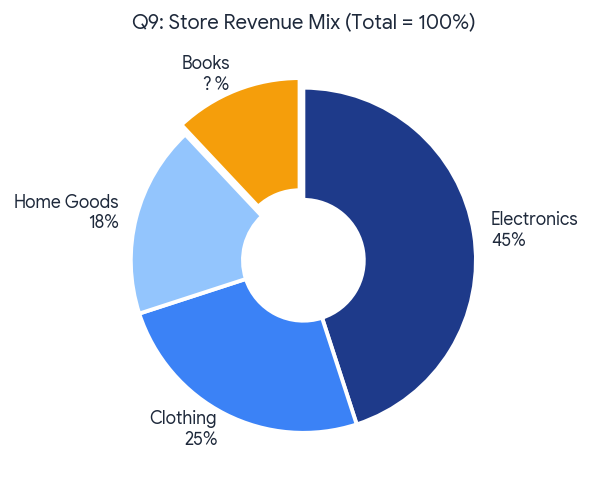 Q9: Store Revenue Mix (Total = 100%)
Books
? %
Home Goods
18%
Electronics
45%
Clothing
25%